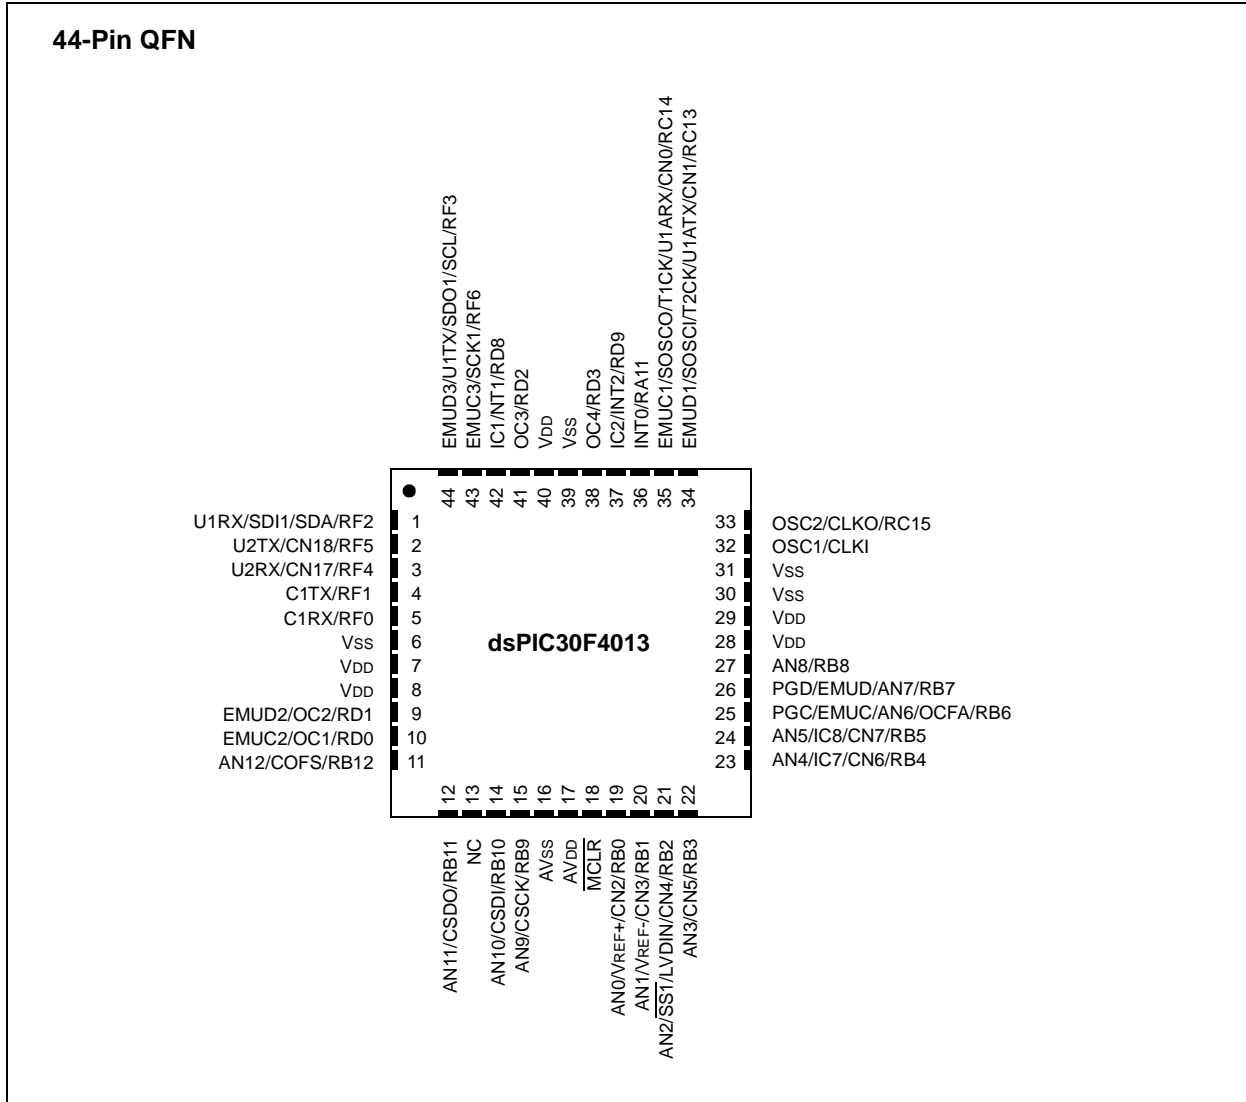 44-Pin QFN
EMUD3/U1TX/SDO1/SCL/RF3
EMUC3/SCK1/RF6
IC1/NT1/RD8
OC3/RD2
VDD
VSS
OC4/RD3
IC2/INT2/RD9
INT0/RA11
EMUC1/SOSCO/T1CK/U1ARX/CN0/RC14
EMUD1/SOSCI/T2CK/U1ATX/CN1/RC13
44 43 42 41 40 39 38 37 36 35 34
U1RX/SDI1/SDA/RF2 1
U2TX/CN18/RF5 2
U2RX/CN17/RF4 3
C1TX/RF1 4
C1RX/RF0 5
VSS 6
VDD 7
VDD 8
EMUD2/OC2/RD1 9
EMUC2/OC1/RD0 10
AN12/COFS/RB12 11
dsPIC30F4013
33 OSC2/CLKO/RC15
32 OSC1/CLKI
31 VSS
30 VSS
29 VDD
28 VDD
27 AN8/RB8
26 PGD/EMUD/AN7/RB7
25 PGC/EMUC/AN6/OCFA/RB6
24 AN5/IC8/CN7/RB5
23 AN4/IC7/CN6/RB4
12 13 14 15 16 17 18 19 20 21 22
AN11/CSDO/RB11
NC
AN10/CSDI/RB10
AN9/CSCK/RB9
AVSS
AVDD
MCLR
AN0/VREF+/CN2/RB0
AN1/VREF-/CN3/RB1
AN2/SS1/LVDIN/CN4/RB2
AN3/CN5/RB3